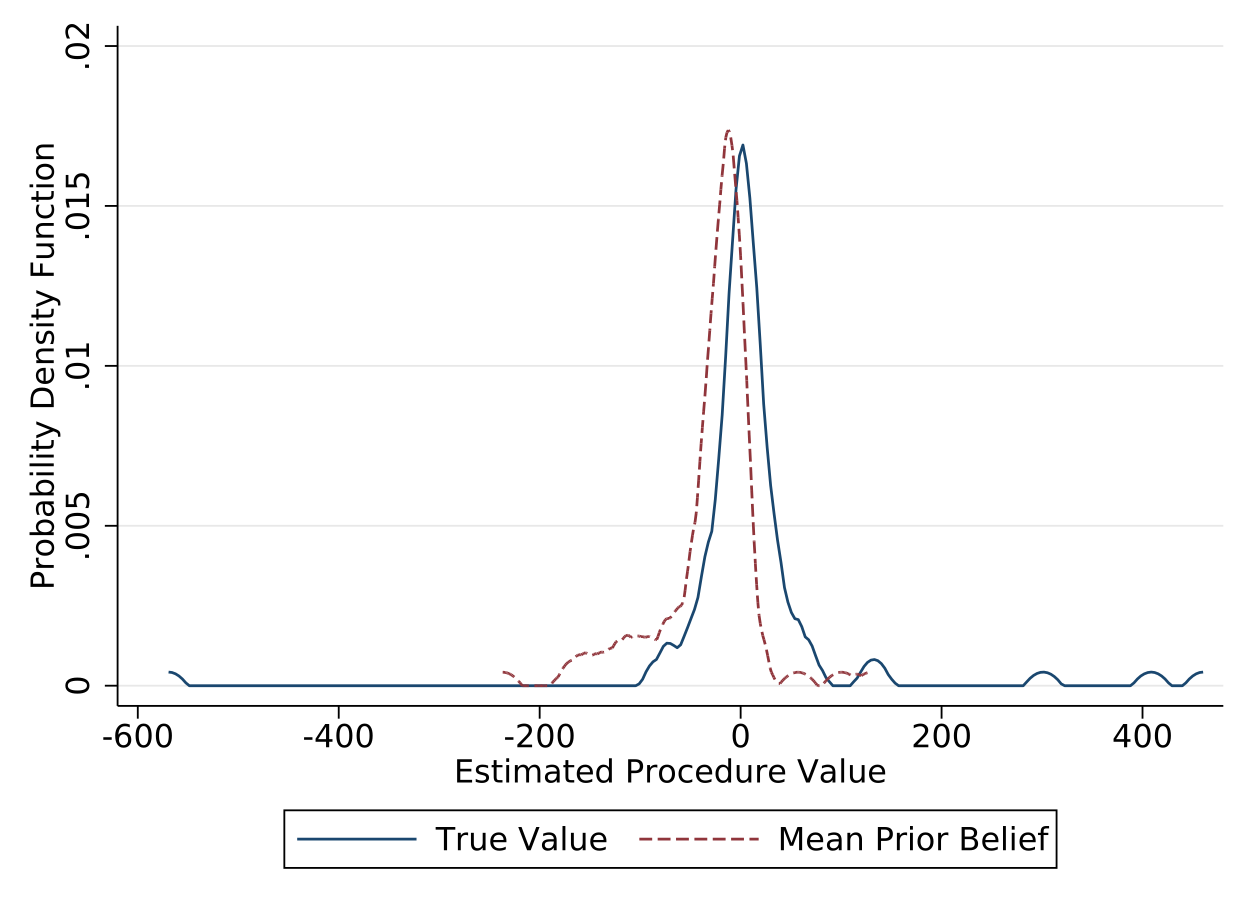 Probability Density Function
.02
.015
.01
.005
0
-600 -400 -200 0 200 400
Estimated Procedure Value
True Value Mean Prior Belief